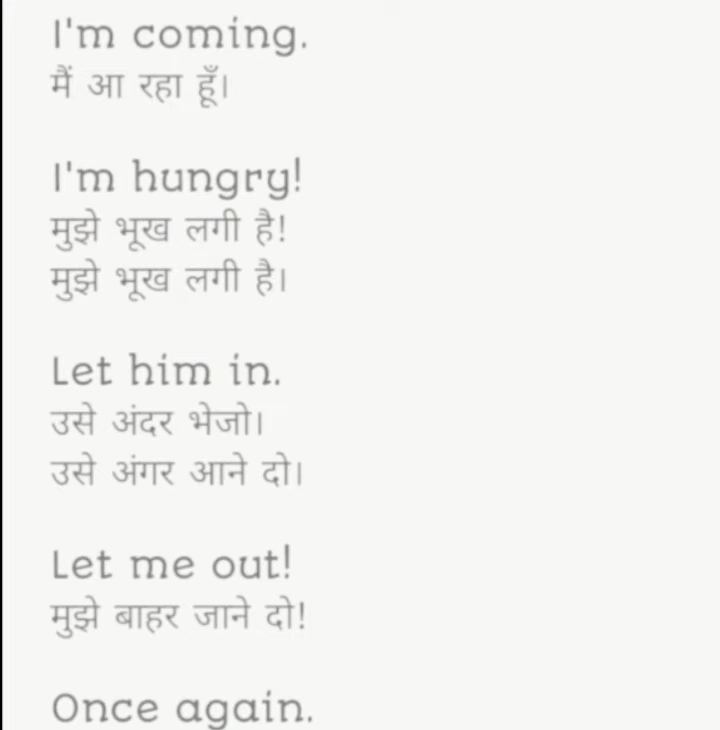 I'm coming.
मैं आ रहा हूँ।
I'm hungry!
मुझे भूख लगी है!
मुझे भूख लगी है।
Let him in.
उसे अंदर भेजो।
उसे अंगर आने दो।
Let me out!
मुझे बाहर जाने दो!
Once again.